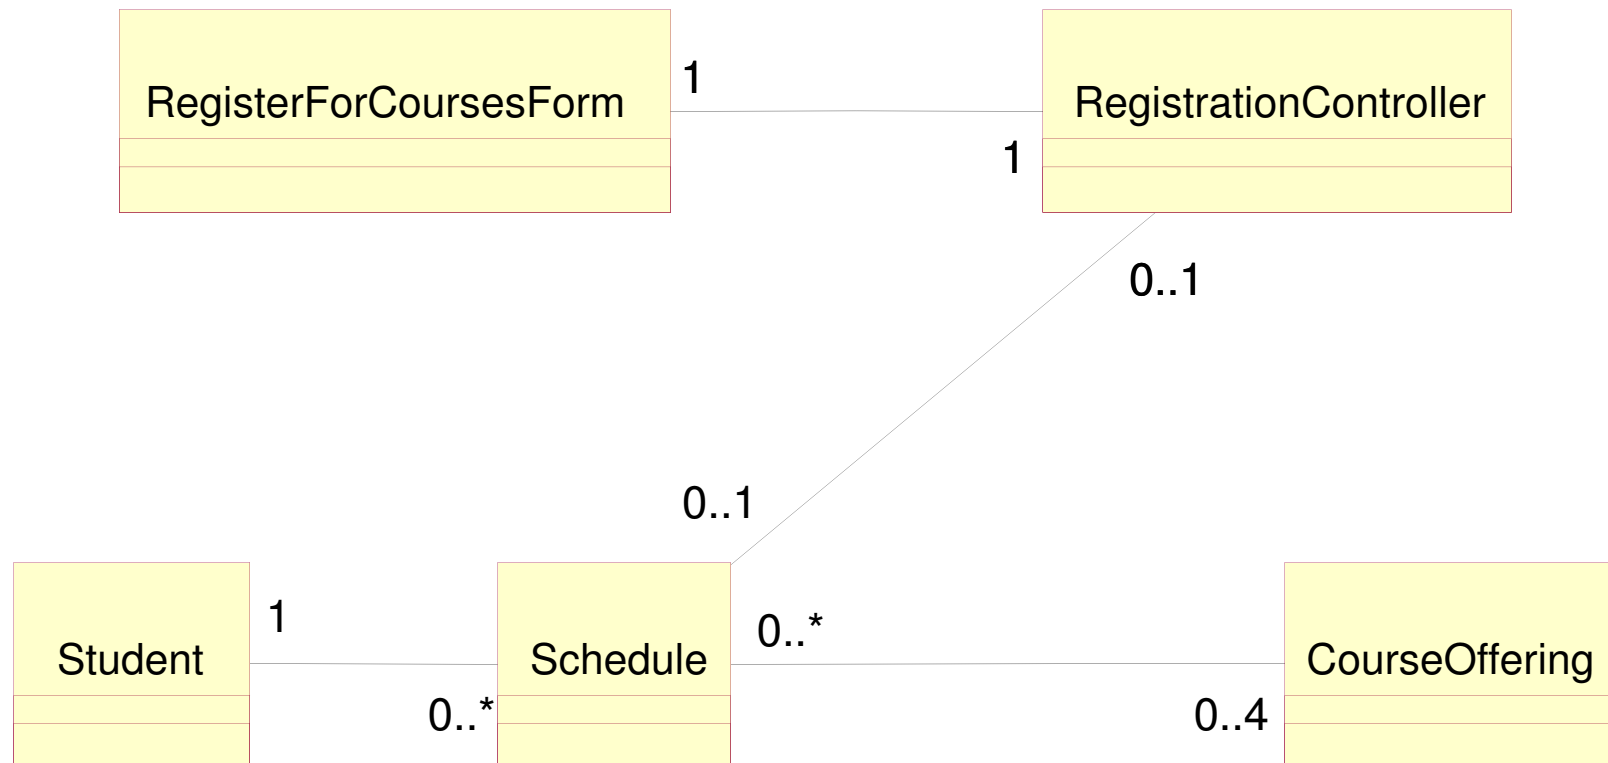 RegisterForCoursesForm
1
1
RegistrationController
0..1
0..1
Student
1
0..*
Schedule
0..*
0..4
CourseOffering